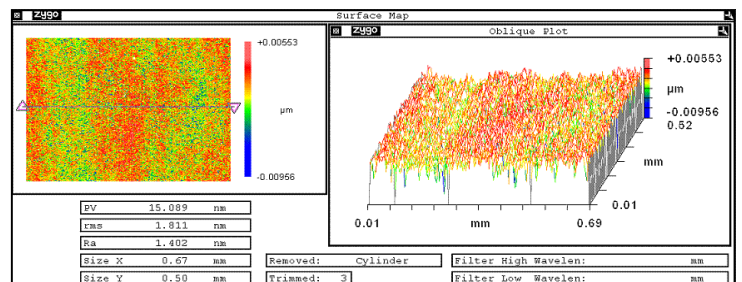 Surface Map
zygo
+0.00553
µm
-0.00956
zygo
Oblique Plot
+0.00553
µm
-0.00956
0.52
mm
0.01
0.01 mm 0.69
PV 15.089 nm
rms 1.811 nm
Ra 1.402 nm
Size X 0.67 mm
Size Y 0.50 mm
Removed: Cylinder
Trimmed: 3
Filter High Wavelen: mm
Filter Low Wavelen: mm